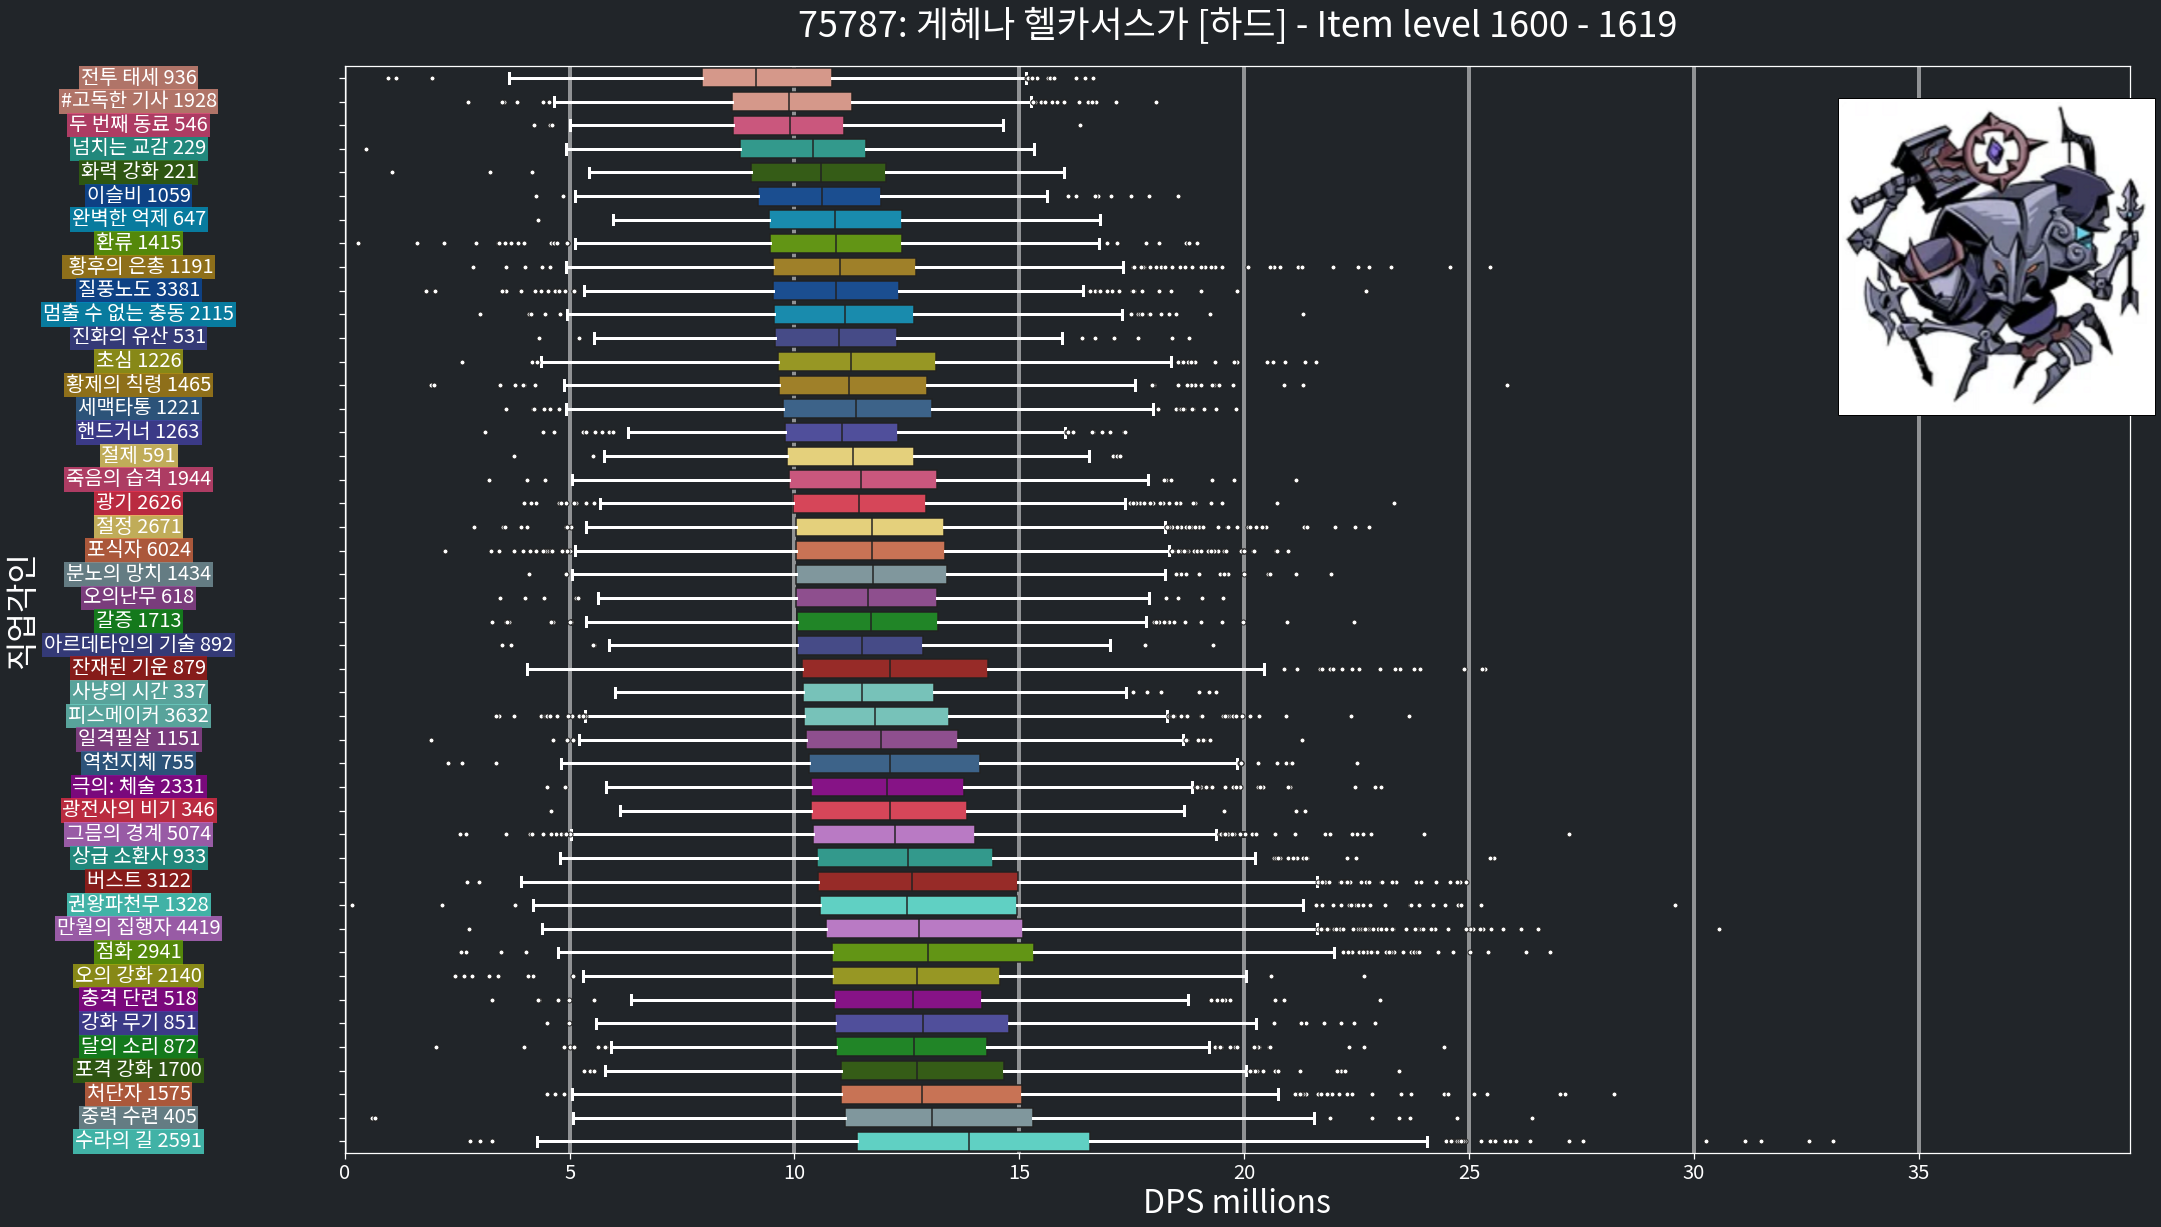 75787: 게헤나 헬카서스가 [하드] - Item level 1600 - 1619
전투 태세 936
#고독한 기사 1928
두 번째 동료 546
넘치는 교감 229
화력 강화 221
이슬비 1059
완벽한 억제 647
환류 1415
황후의 은총 1191
질풍노도 3381
멈출 수 없는 충동 2115
진화의 유산 531
초심 1226
황제의 칙령 1465
세맥타통 1221
핸드거너 1263
절제 591
죽음의 습격 1944
광기 2626
절정 2671
포식자 6024
분노의 망치 1434
오의난무 618
갈증 1713
아르데타인의 기술 892
잔재된 기운 879
사냥의 시간 337
피스메이커 3632
일격필살 1151
역천지체 755
극의: 체술 2331
광전사의 비기 346
그믐의 경계 5074
상급 소환사 933
버스트 3122
권왕파천무 1328
만월의 집행자 4419
점화 2941
오의 강화 2140
충격 단련 518
강화 무기 851
달의 소리 872
포격 강화 1700
처단자 1575
중력 수련 405
수라의 길 2591
직업각인
0 5 10 15 20 25 30 35
DPS millions